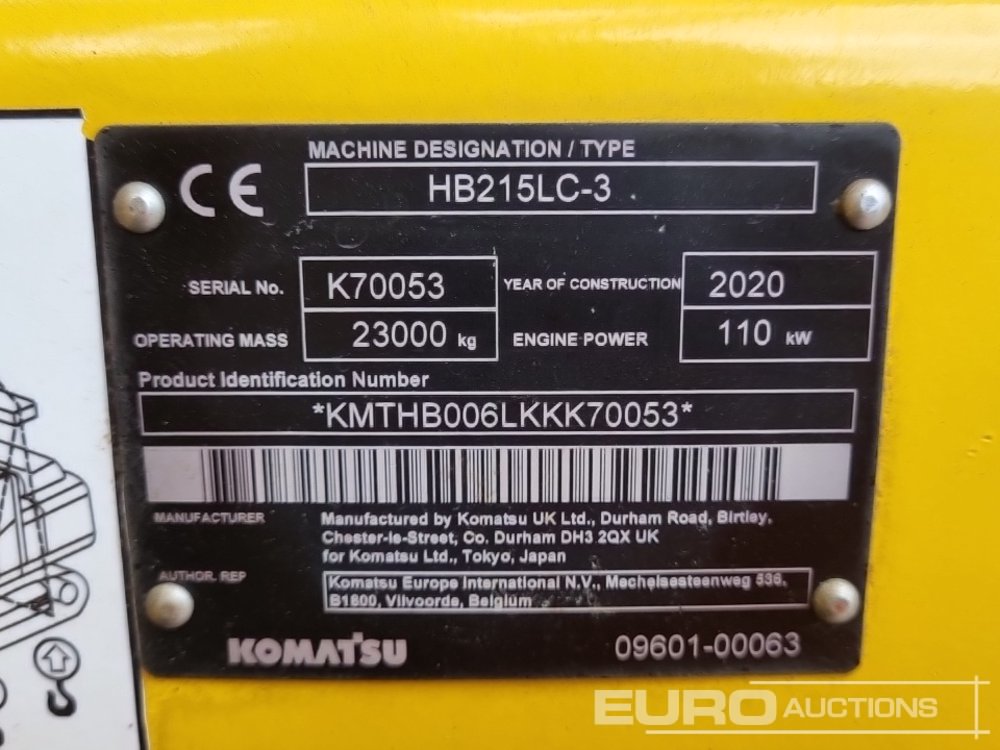 MACHINE DESIGNATION / TYPE
CE HB215LC-3
SERIAL No. K70053 YEAR OF CONSTRUCTION 2020
OPERATING MASS 23000 kg ENGINE POWER 110 kW
Product Identification Number
*KMTHB006LKKK70053*
MANUFACTURER Manufactured by Komatsu UK Ltd., Durham Road, Birtley,
Chester-le-Street, Co. Durham DH3 2QX UK
for Komatsu Ltd., Tokyo, Japan
AUTHOR. REP Komatsu Europe International N.V., Mechelsesteenweg 536,
B1800, Vilvoorde, Belgium
KOMATSU 09601-00063
EURO AUCTIONS